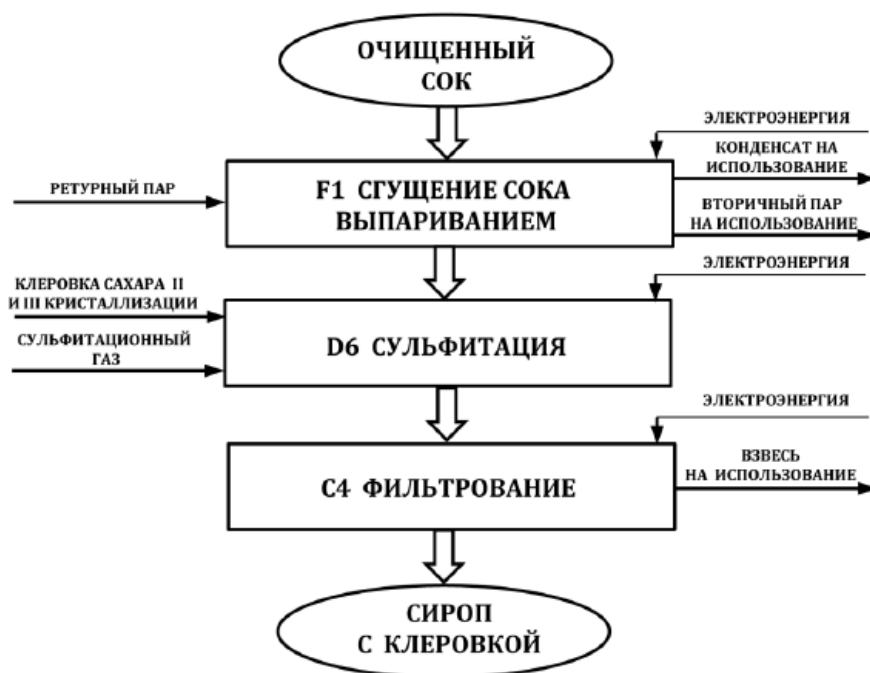 ОЧИЩЕННЫЙ
СОК
ЭЛЕКТРОЭНЕРГИЯ
КОНДЕНСАТ НА
ИСПОЛЬЗОВАНИЕ
РЕТУРНЫЙ ПАР
F1 СГУЩЕНИЕ СОКА
ВЫПАРИВАНИЕМ
ВТОРИЧНЫЙ ПАР
НА ИСПОЛЬЗОВАНИЕ
ЭЛЕКТРОЭНЕРГИЯ
КЛЕРОВКА САХАРА II
И III КРИСТАЛЛИЗАЦИИ
СУЛЬФИТАЦИОННЫЙ
ГАЗ
D6 СУЛЬФИТАЦИЯ
ЭЛЕКТРОЭНЕРГИЯ
C4 ФИЛЬТРОВАНИЕ
ВЗВЕСЬ
НА ИСПОЛЬЗОВАНИЕ
СИРОП
С КЛЕРОВКОЙ